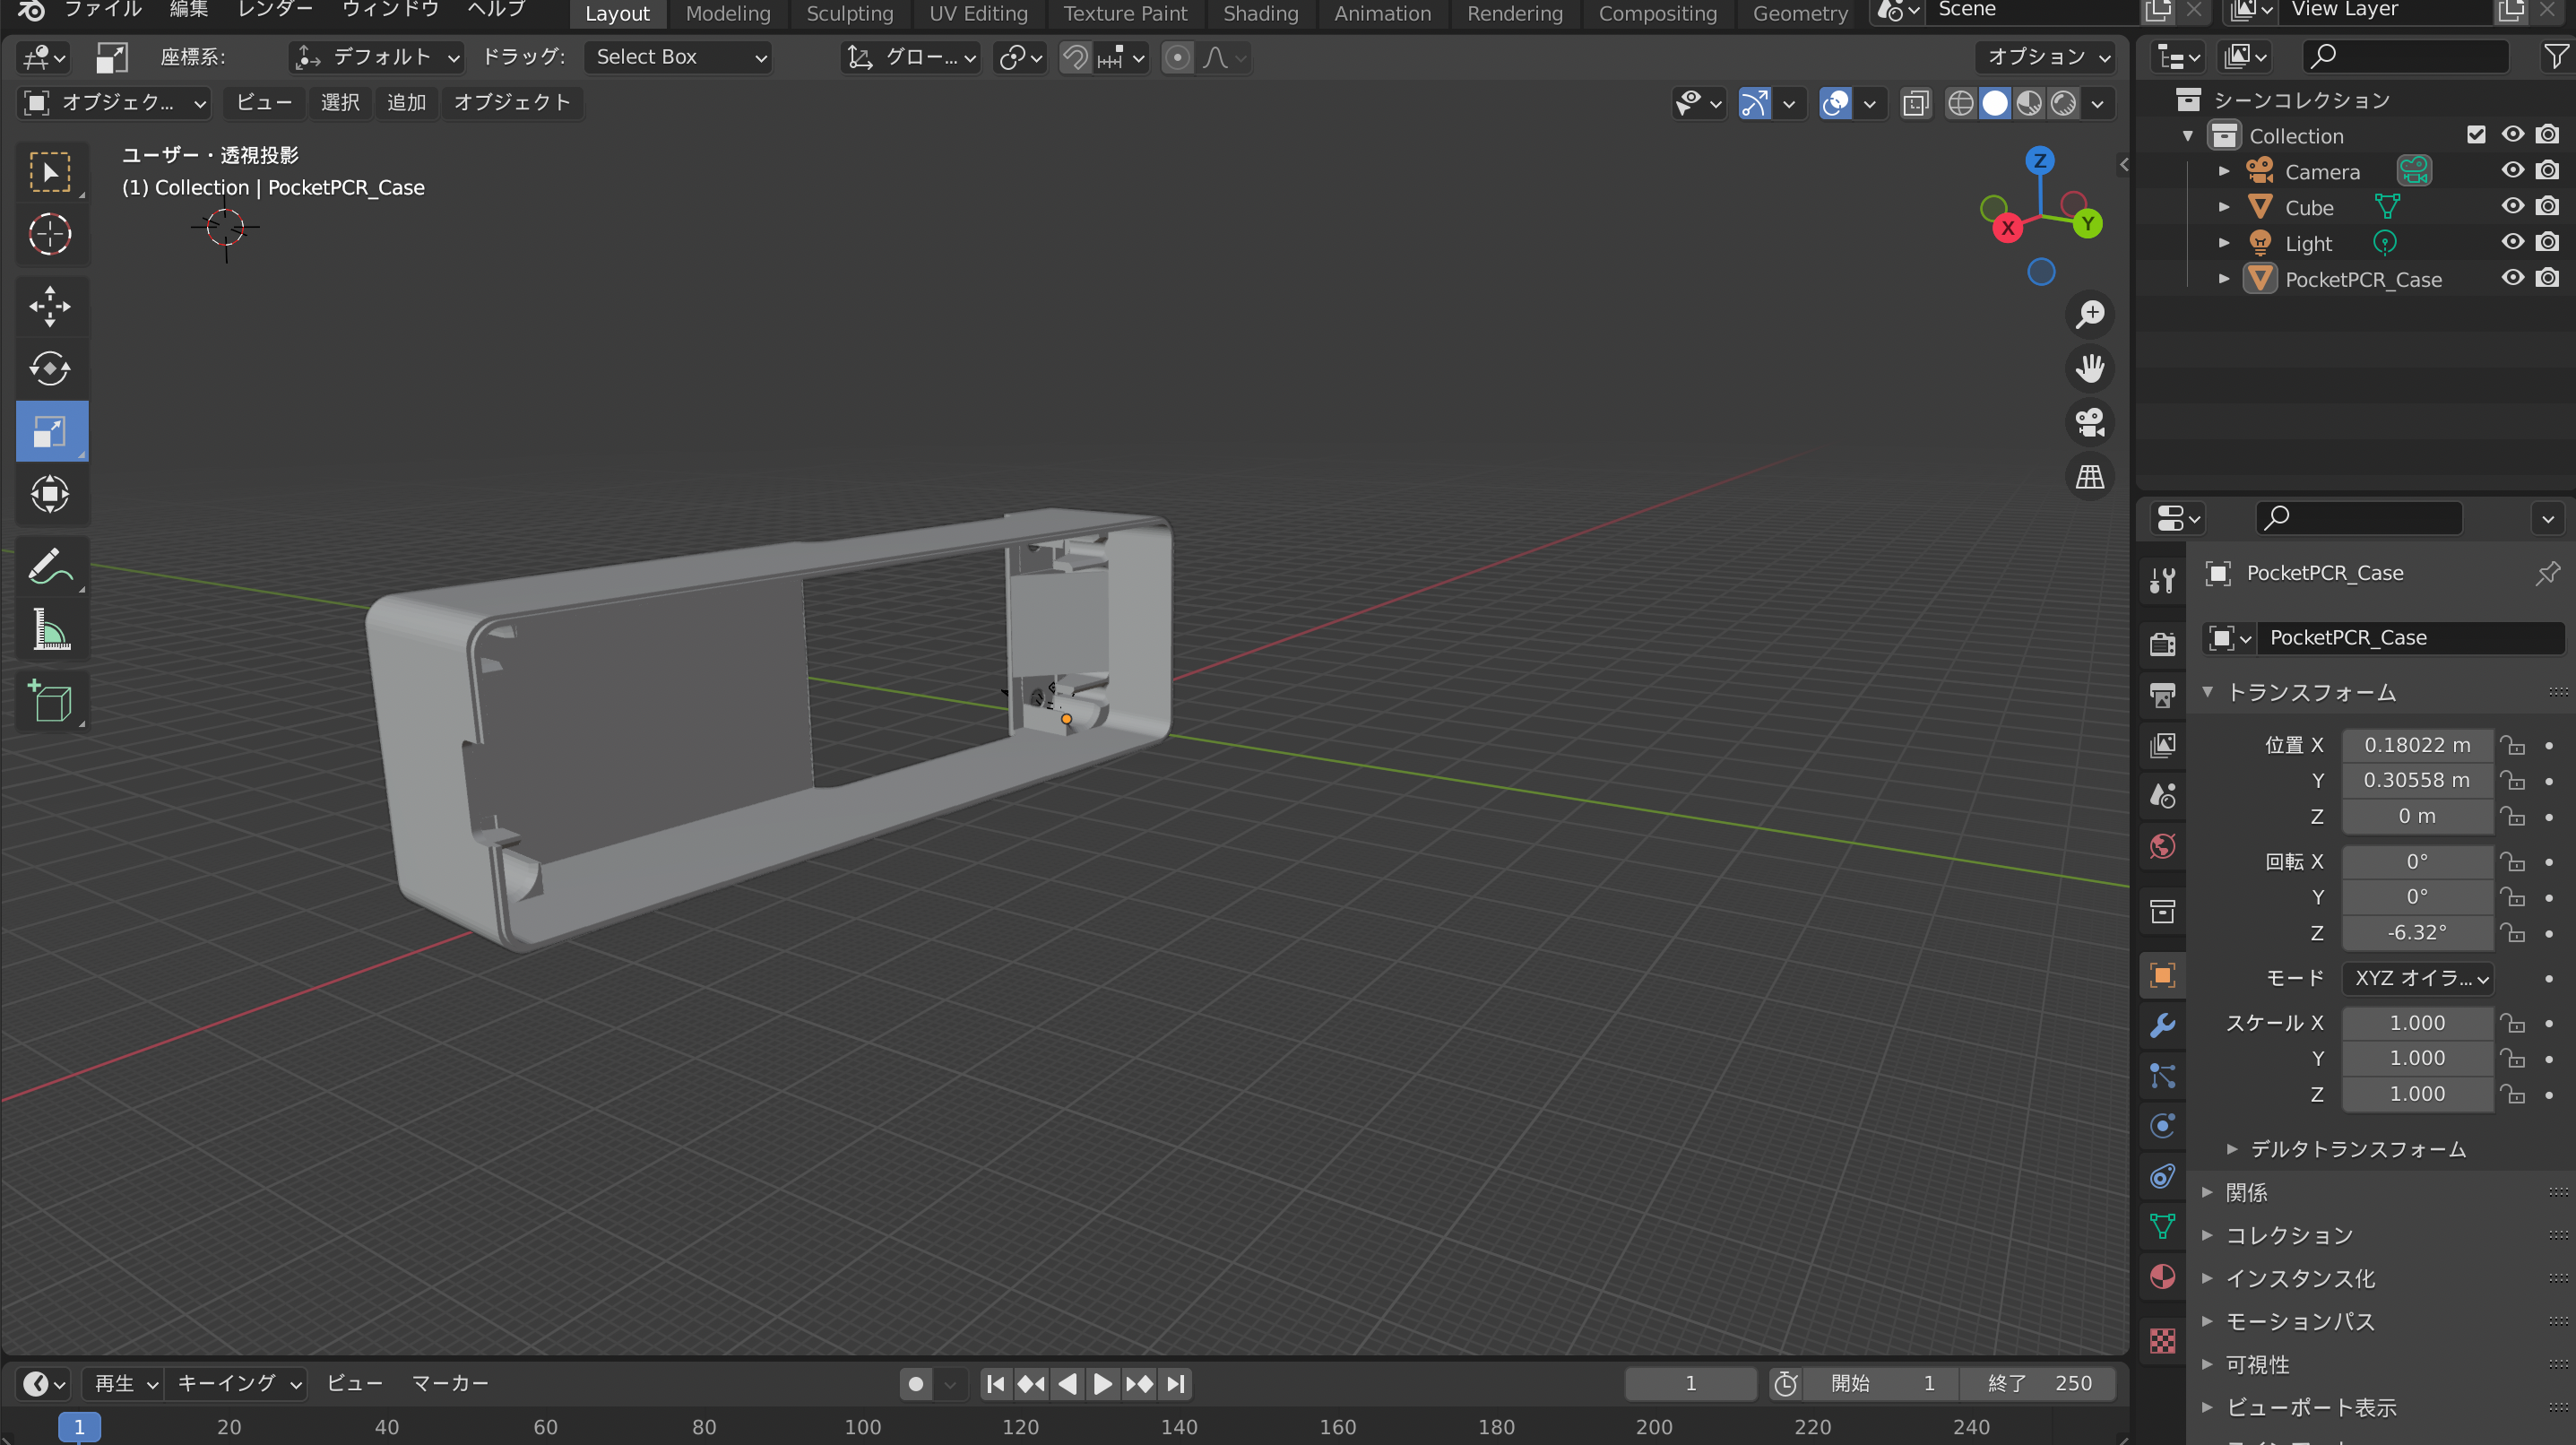 ファイル 編集 レンダー ウィンドウ ヘルプ Layout Modeling Sculpting UV Editing Texture Paint Shading Animation Rendering Compositing Geometry Scene View Layer
座標系: デフォルト ドラッグ: Select Box グロー... オプション
オブジェク... ビュー 選択 追加 オブジェクト
ユーザー・透視投影
(1) Collection | PocketPCR_Case
Z
X
Y
シーンコレクション
Collection
Camera
Cube
Light
PocketPCR_Case
PocketPCR_Case
PocketPCR_Case
トランスフォーム
位置 X 0.18022 m
Y 0.30558 m
Z 0 m
回転 X 0°
Y 0°
Z -6.32°
モード XYZ オイラ...
スケール X 1.000
Y 1.000
Z 1.000
デルタトランスフォーム
関係
コレクション
インスタンス化
モーションパス
可視性
ビューポート表示
再生 キーイング ビュー マーカー 1 開始 1 終了 250
1 20 40 60 80 100 120 140 160 180 200 220 240